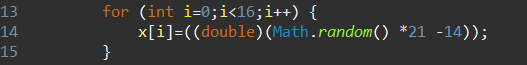 13 for (int i=0;i<16;i++) {
14 x[i]=((double)(Math.random() *21 -14));
15 }